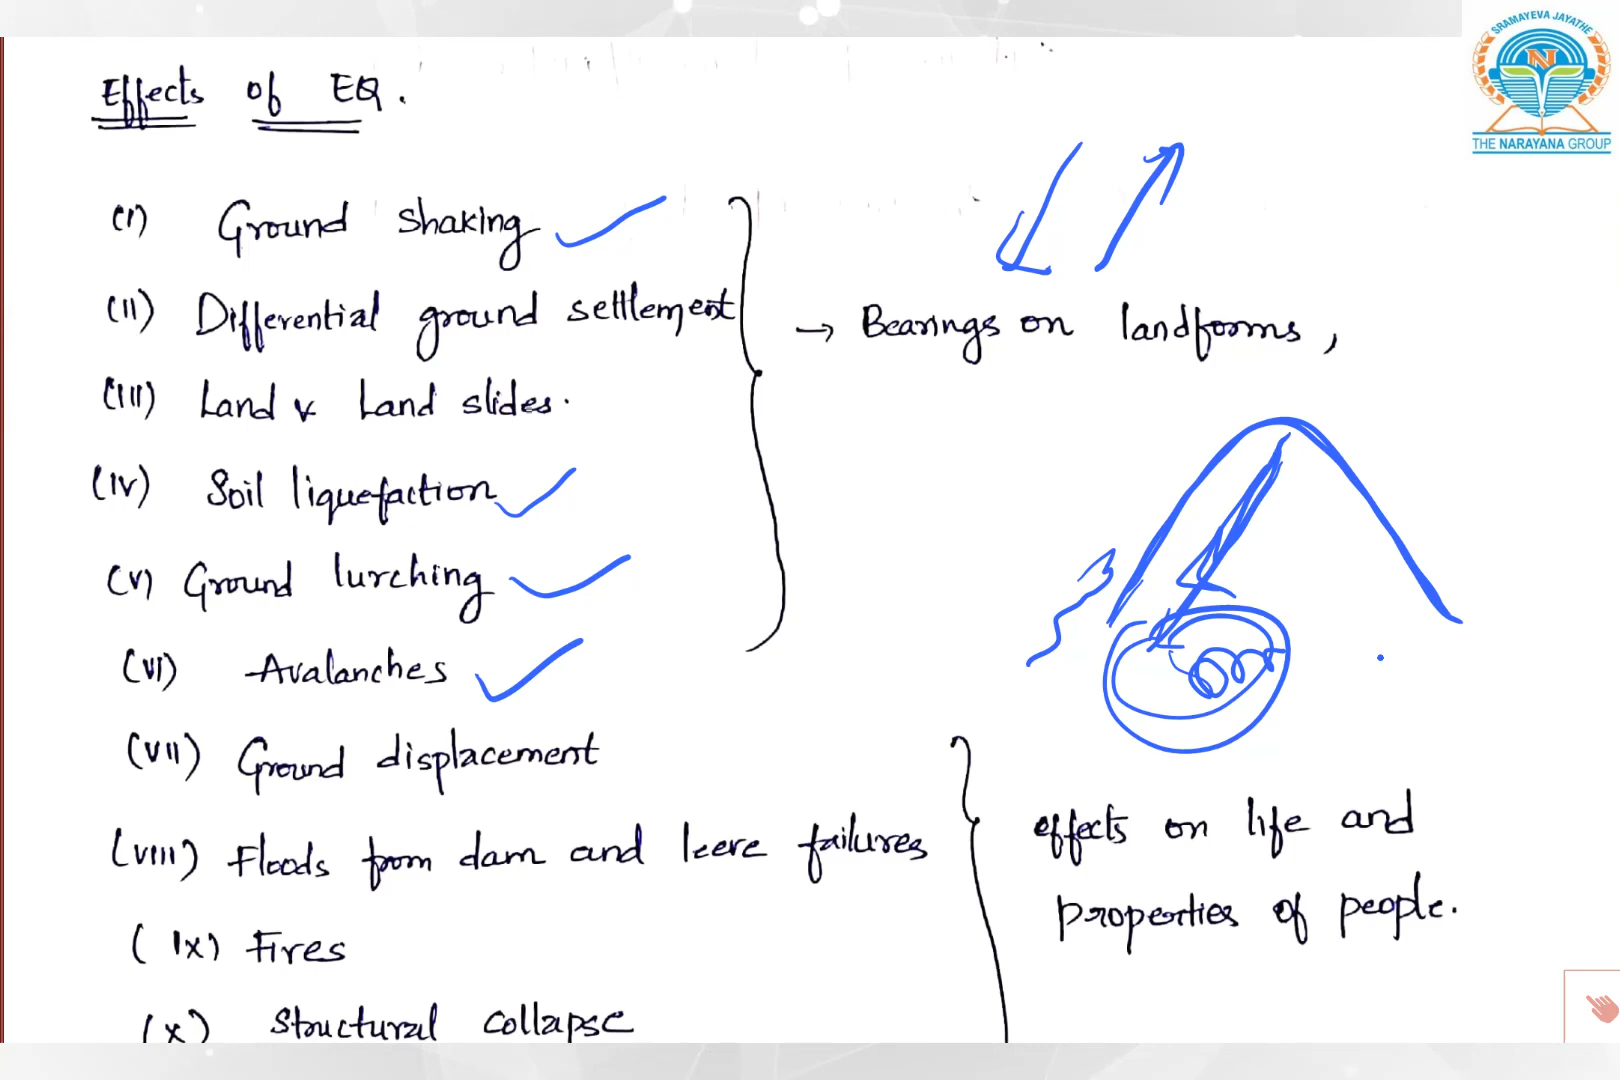 SRAMAYEVA JAYATHE
N
THE NARAYANA GROUP
Effects of EQ.
(I) Ground shaking
(II) Differential ground settlement
→ Bearings on landforms,
(III) Land & Land slides.
(IV) Soil liquefaction
(V) Ground lurching
(VI) Avalanches
(VII) Ground displacement
(VIII) Floods from dam and levee failures
effects on life and
properties of people.
(IX) Fires
(X) Structural collapse